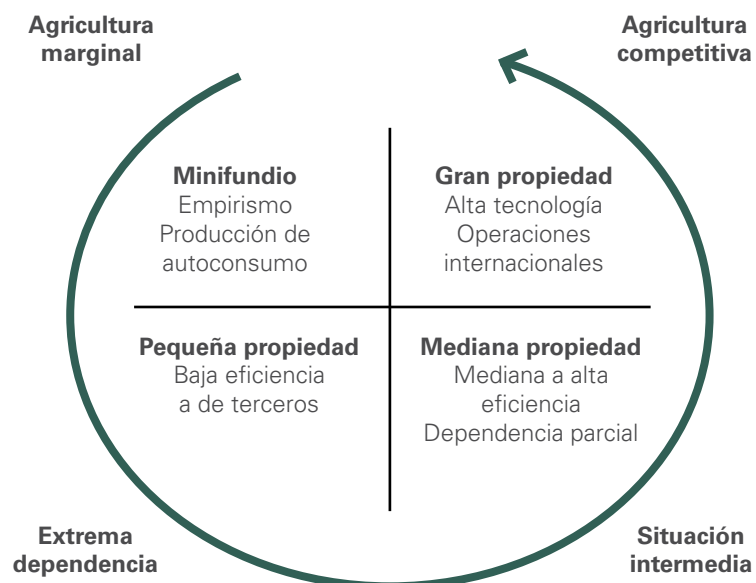 Agricultura
marginal
Agricultura
competitiva
Minifundio
Empirismo
Producción de
autoconsumo
Gran propiedad
Alta tecnología
Operaciones
internacionales
Pequeña propiedad
Baja eficiencia
a de terceros
Mediana propiedad
Mediana a alta
eficiencia
Dependencia parcial
Extrema
dependencia
Situación
intermedia